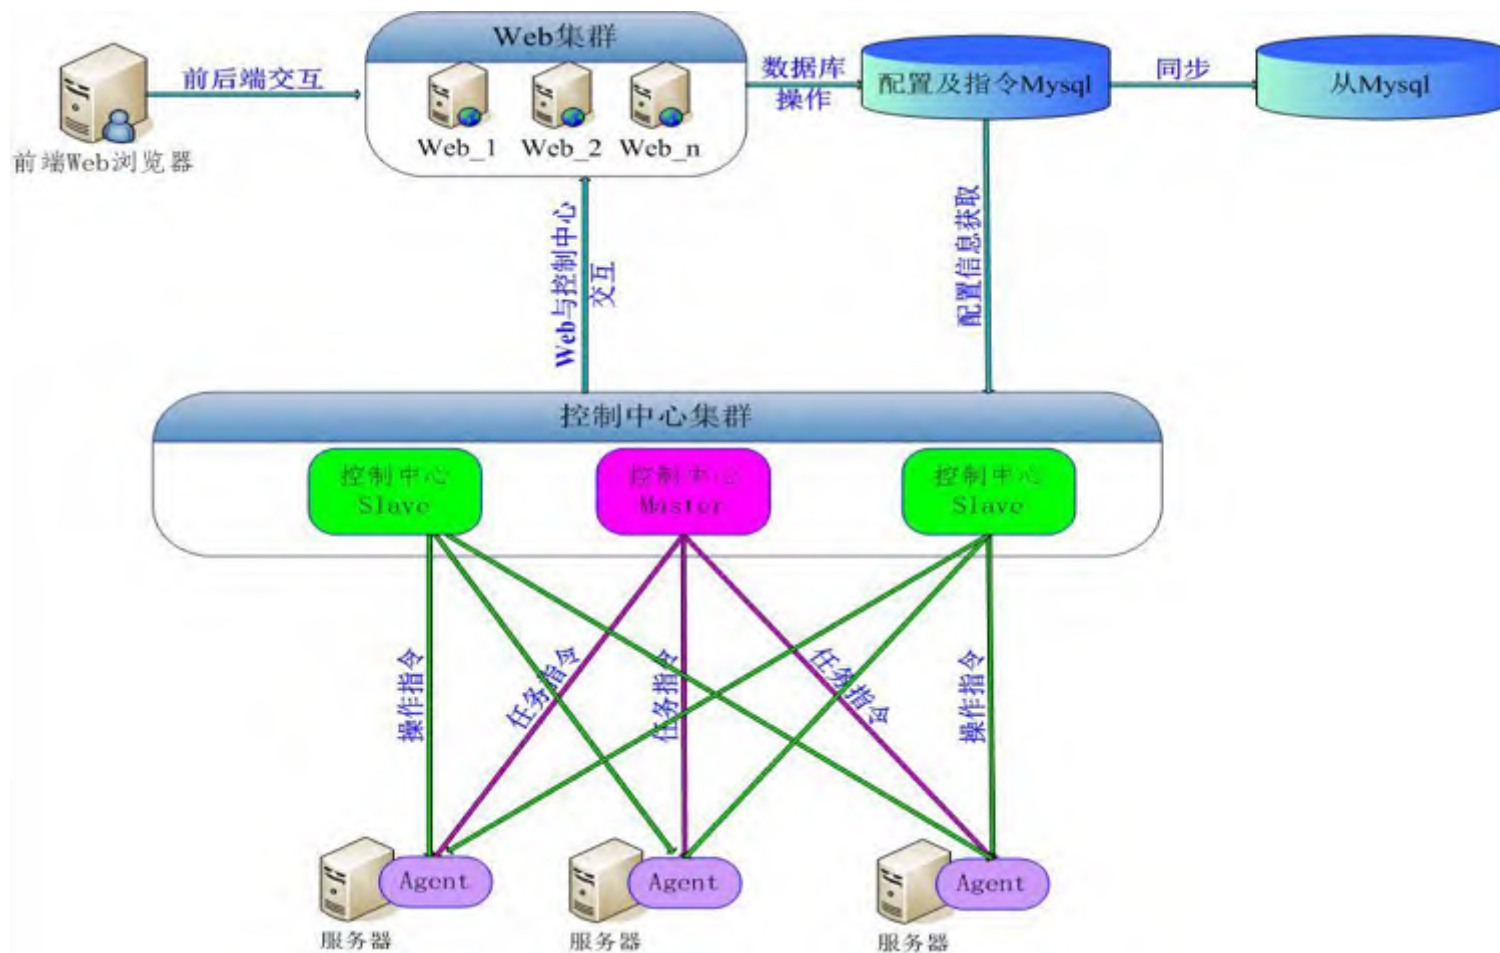 Web集群
前后端交互
数据库
操作
配置及指令Mysql
同步
从Mysql
Web_1
Web_2
Web_n
前端Web浏览器
Web与控制中心
交互
配置信息获取
控制中心集群
控制中心
Slave
控制中心
Master
控制中心
Slave
操作指令
任务指令
任务指令
任务指令
操作指令
Agent
Agent
Agent
服务器
服务器
服务器